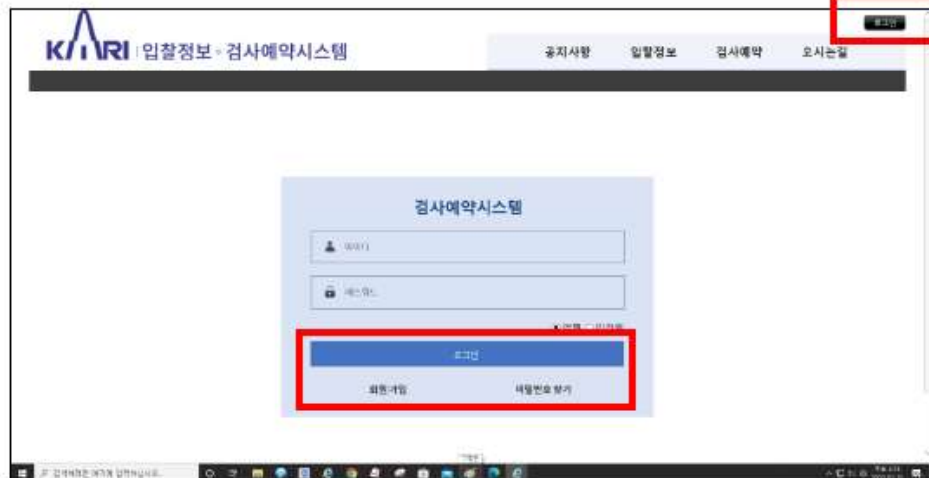 로그인
KARI 입찰정보·검사예약시스템
공지사항 입찰정보 검사예약 오시는길
검사예약시스템
아이디
패스워드
로그인
회원가입 비밀번호 찾기